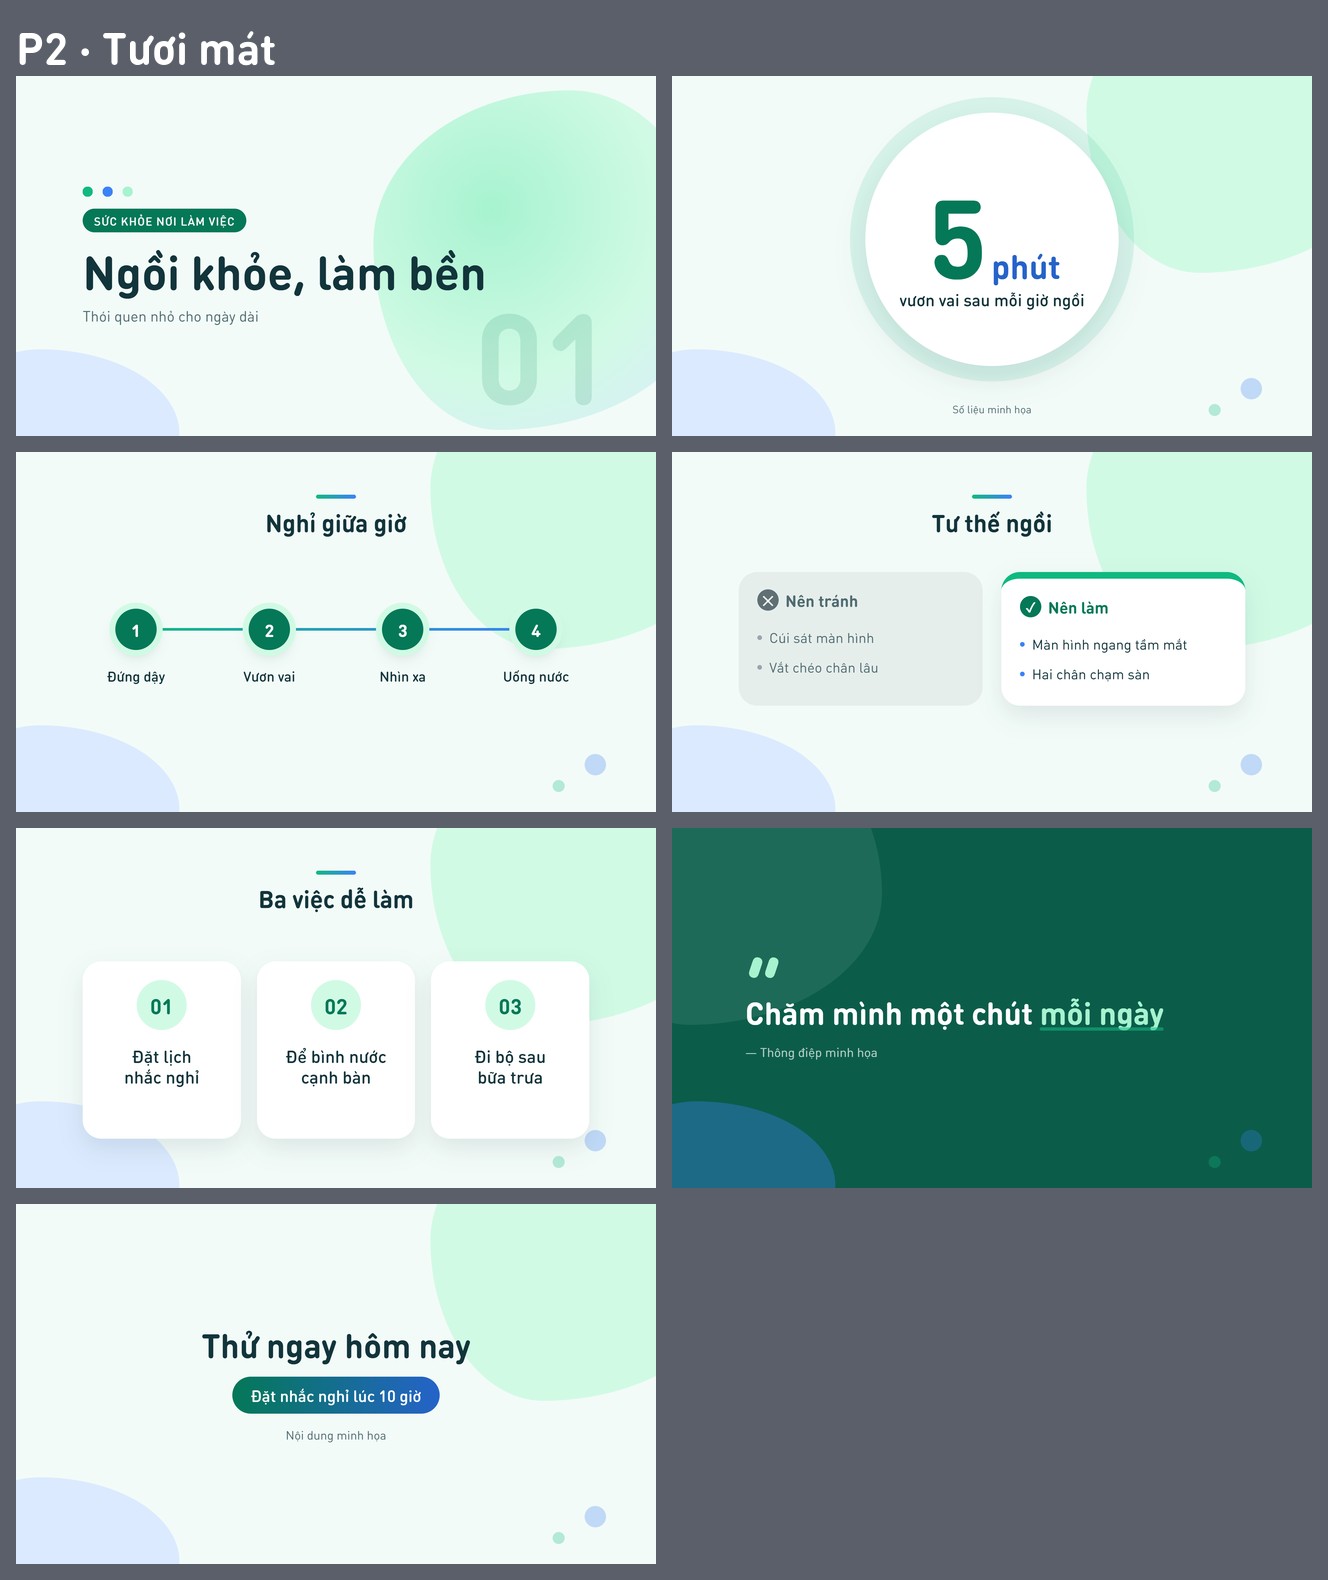 P2 · Tươi mát
SỨC KHỎE NƠI LÀM VIỆC
Ngồi khỏe, làm bền
Thói quen nhỏ cho ngày dài
01
5 phút
vươn vai sau mỗi giờ ngồi
Số liệu minh họa
Nghỉ giữa giờ
1
2
3
4
Đứng dậy
Vươn vai
Nhìn xa
Uống nước
Tư thế ngồi
Nên tránh
Cúi sát màn hình
Vắt chéo chân lâu
Nên làm
Màn hình ngang tầm mắt
Hai chân chạm sàn
Ba việc dễ làm
01
Đặt lịch
nhắc nghỉ
02
Để bình nước
cạnh bàn
03
Đi bộ sau
bữa trưa
"
Chăm mình một chút mỗi ngày
— Thông điệp minh họa
Thử ngay hôm nay
Đặt nhắc nghỉ lúc 10 giờ
Nội dung minh họa